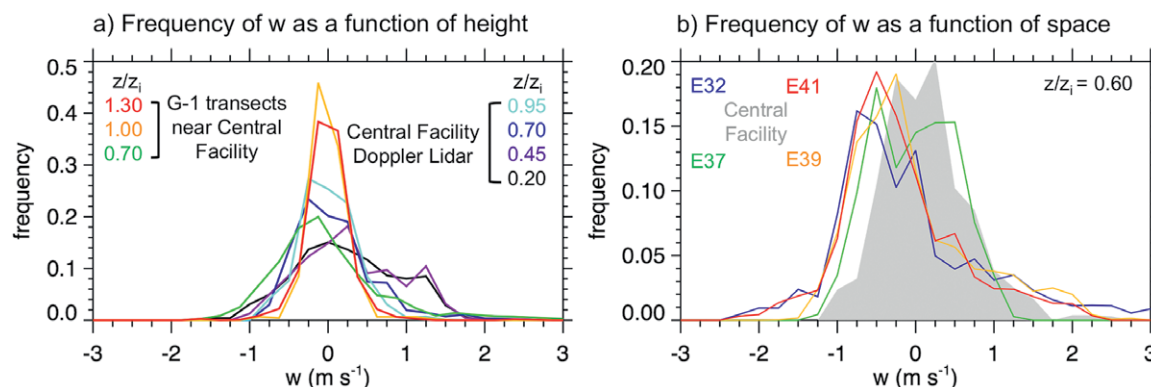 a) Frequency of w as a function of height
0.5
0.4
0.3
0.2
0.1
0.0
frequency
z/zi
1.30
1.00
0.70
G-1 transects
near Central
Facility
Central Facility
Doppler Lidar
z/zi
0.95
0.70
0.45
0.20
-3 -2 -1 0 1 2 3
w (m s-1)
b) Frequency of w as a function of space
0.20
0.15
0.10
0.05
0.00
frequency
E32 E41
Central
Facility
E37 E39
z/zi = 0.60
-3 -2 -1 0 1 2 3
w (m s-1)